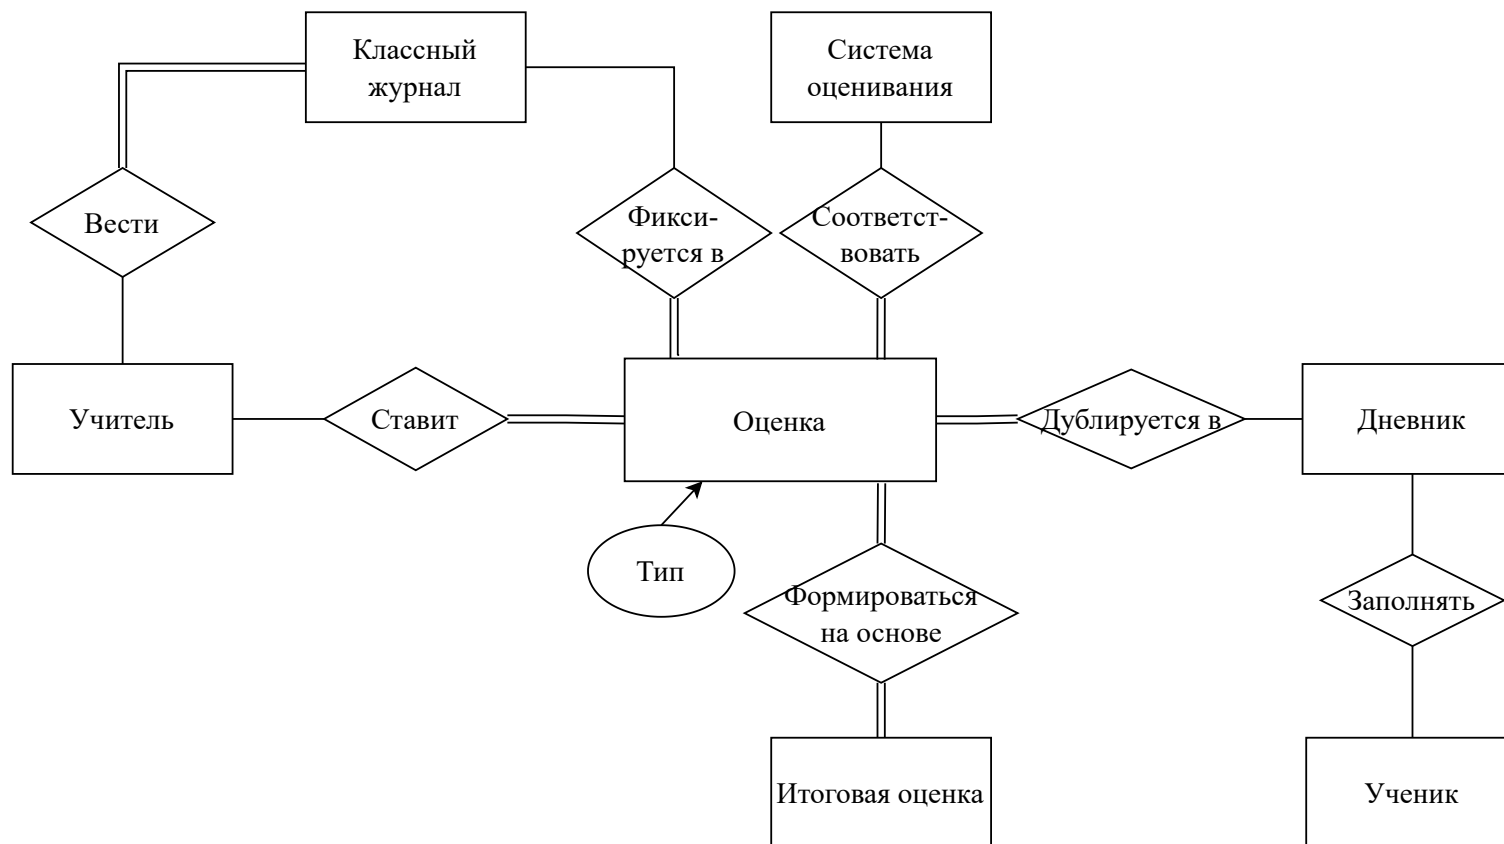 Классный
журнал
Система
оценивания
Вести
Фикси-
руется в
Соответст-
вовать
Учитель
Ставит
Оценка
Дублируется в
Дневник
Тип
Формироваться
на основе
Заполнять
Итоговая оценка
Ученик